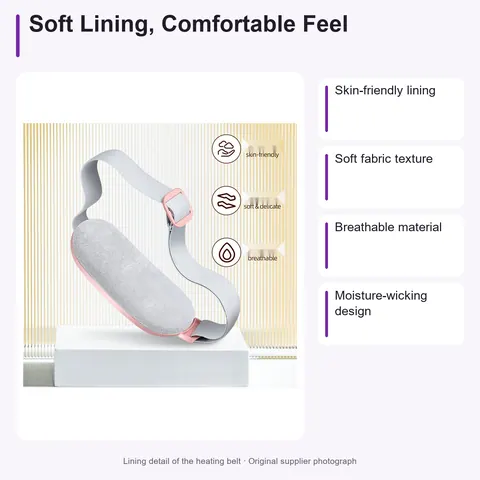 Soft Lining, Comfortable Feel
skin-friendly
soft & delicate
breathable
Skin-friendly lining
Soft fabric texture
Breathable material
Moisture-wicking
design
Lining detail of the heating belt · Original supplier photograph